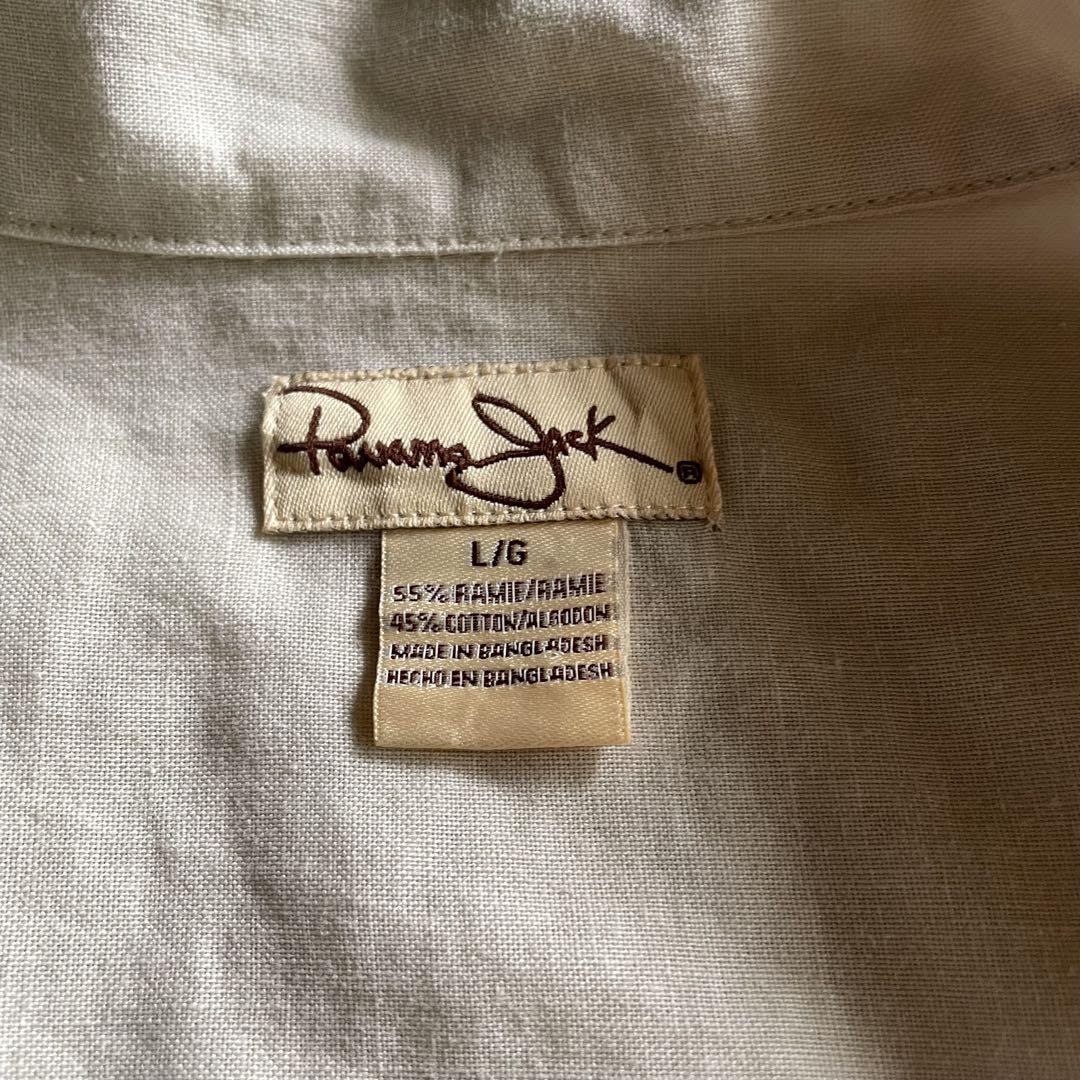 Panama Jack ®
L/G
55% RAMIE/RAMIE
45% COTTON/ALGODON
MADE IN BANGLADESH
HECHO EN BANGLADESH